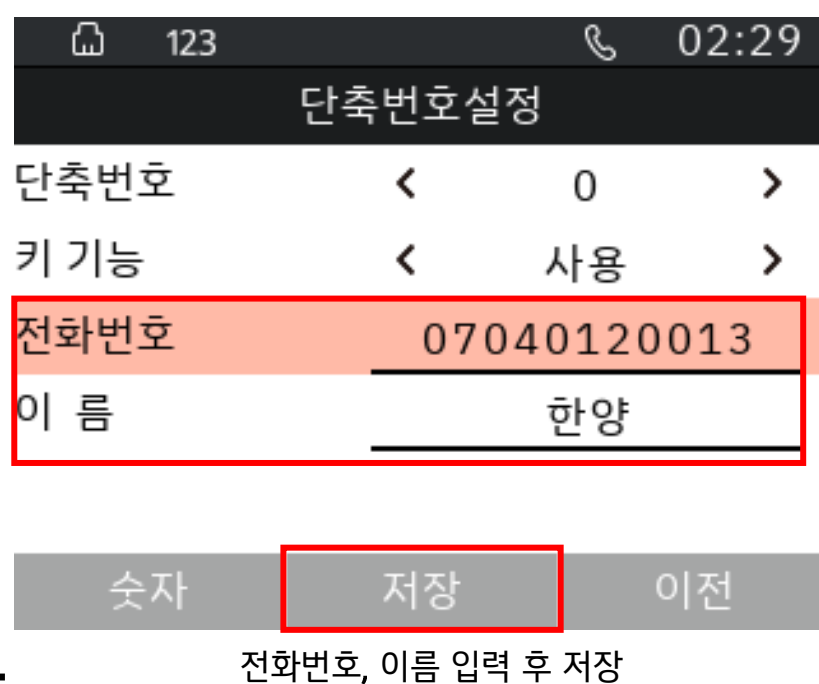 123 02:29
단축번호설정
단축번호 < 0 >
키 기능 < 사용 >
전화번호 07040120013
이 름 한양
숫자 저장 이전
전화번호, 이름 입력 후 저장